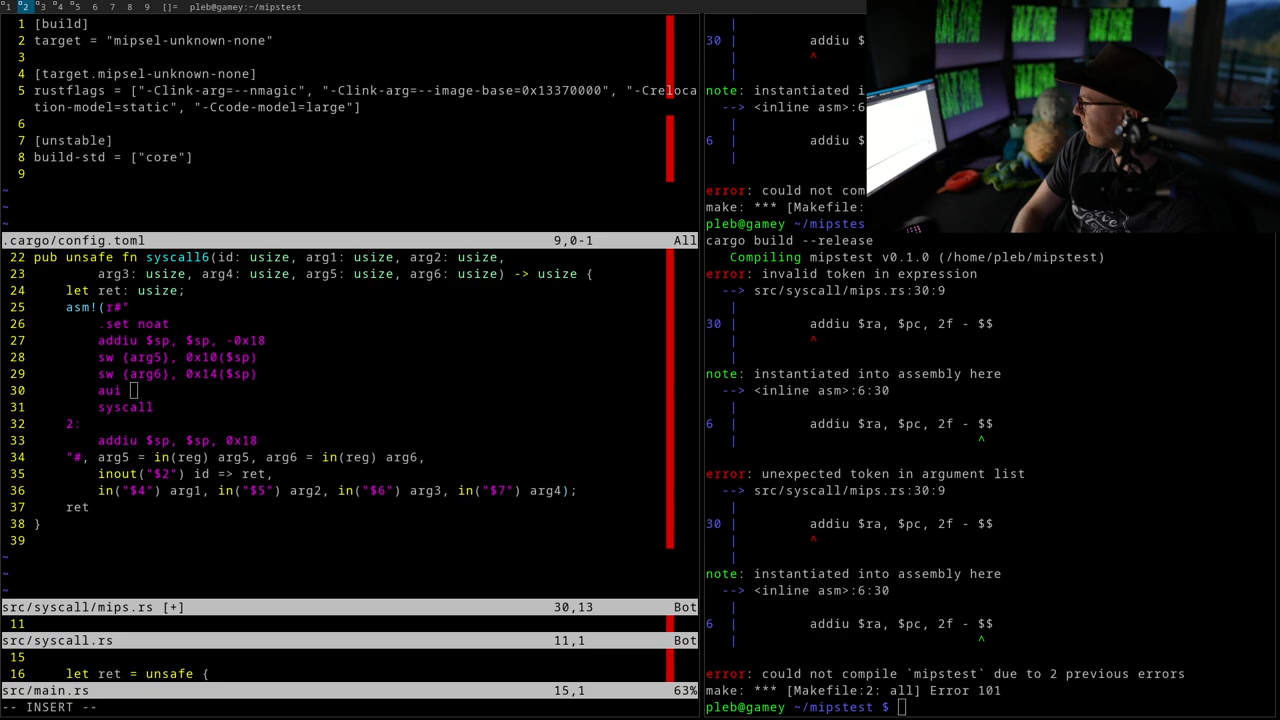 1 2 3 4 5 6 7 8 9 []= pleb@gamey:~/mipstest
1 [build]
2 target = "mipsel-unknown-none"
3
4 [target.mipsel-unknown-none]
5 rustflags = ["-Clink-arg=--nmagic", "-Clink-arg=--image-base=0x13370000", "-Creloca
tion-model=static", "-Ccode-model=large"]
6
7 [unstable]
8 build-std = ["core"]
9
~
~
~
.cargo/config.toml 9,0-1 All
22 pub unsafe fn syscall6(id: usize, arg1: usize, arg2: usize,
23 arg3: usize, arg4: usize, arg5: usize, arg6: usize) -> usize {
24 let ret: usize;
25 asm!(r#"
26 .set noat
27 addiu $sp, $sp, -0x18
28 sw {arg5}, 0x10($sp)
29 sw {arg6}, 0x14($sp)
30 aui
31 syscall
32 2:
33 addiu $sp, $sp, 0x18
34 "#, arg5 = in(reg) arg5, arg6 = in(reg) arg6,
35 inout("$2") id => ret,
36 in("$4") arg1, in("$5") arg2, in("$6") arg3, in("$7") arg4);
37 ret
38 }
39
~
~
~
src/syscall/mips.rs [+] 30,13 Bot
11
src/syscall.rs 11,1 Bot
15
16 let ret = unsafe {
src/main.rs 15,1 63%
-- INSERT --
|
30 | addiu $
| ^
|
note: instantiated i
--> <inline asm>:6
|
6 | addiu $
|
error: could not com
make: *** [Makefile:
pleb@gamey ~/mipstes
cargo build --release
Compiling mipstest v0.1.0 (/home/pleb/mipstest)
error: invalid token in expression
--> src/syscall/mips.rs:30:9
|
30 | addiu $ra, $pc, 2f - $$
| ^
|
note: instantiated into assembly here
--> <inline asm>:6:30
|
6 | addiu $ra, $pc, 2f - $$
| ^
error: unexpected token in argument list
--> src/syscall/mips.rs:30:9
|
30 | addiu $ra, $pc, 2f - $$
| ^
|
note: instantiated into assembly here
--> <inline asm>:6:30
|
6 | addiu $ra, $pc, 2f - $$
| ^
error: could not compile `mipstest` due to 2 previous errors
make: *** [Makefile:2: all] Error 101
pleb@gamey ~/mipstest $